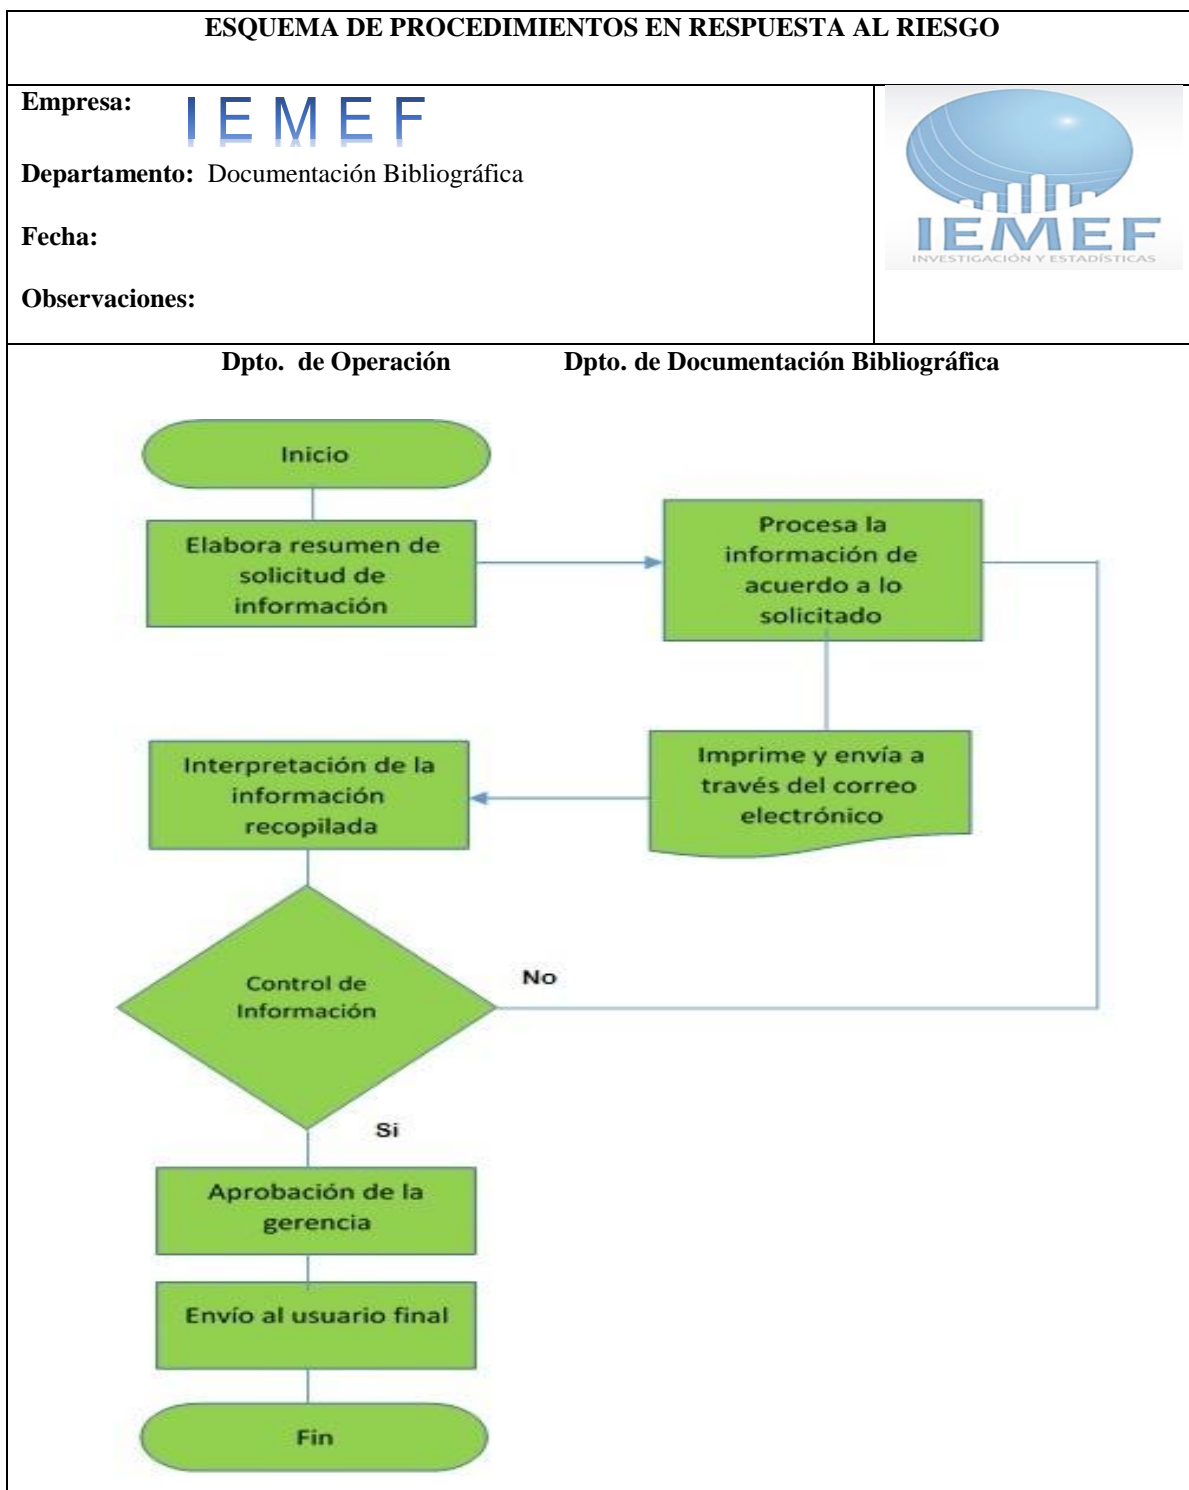 ESQUEMA DE PROCEDIMIENTOS EN RESPUESTA AL RIESGO
Empresa: IEMEF
Departamento: Documentación Bibliográfica
Fecha:
Observaciones:
IEMEF
INVESTIGACIÓN Y ESTADÍSTICAS
Dpto. de Operación
Dpto. de Documentación Bibliográfica
Inicio
Elabora resumen de
solicitud de
información
Procesa la
información de
acuerdo a lo
solicitado
Imprime y envía a
través del correo
electrónico
Interpretación de la
información
recopilada
Control de
Información
No
Si
Aprobación de la
gerencia
Envío al usuario final
Fin